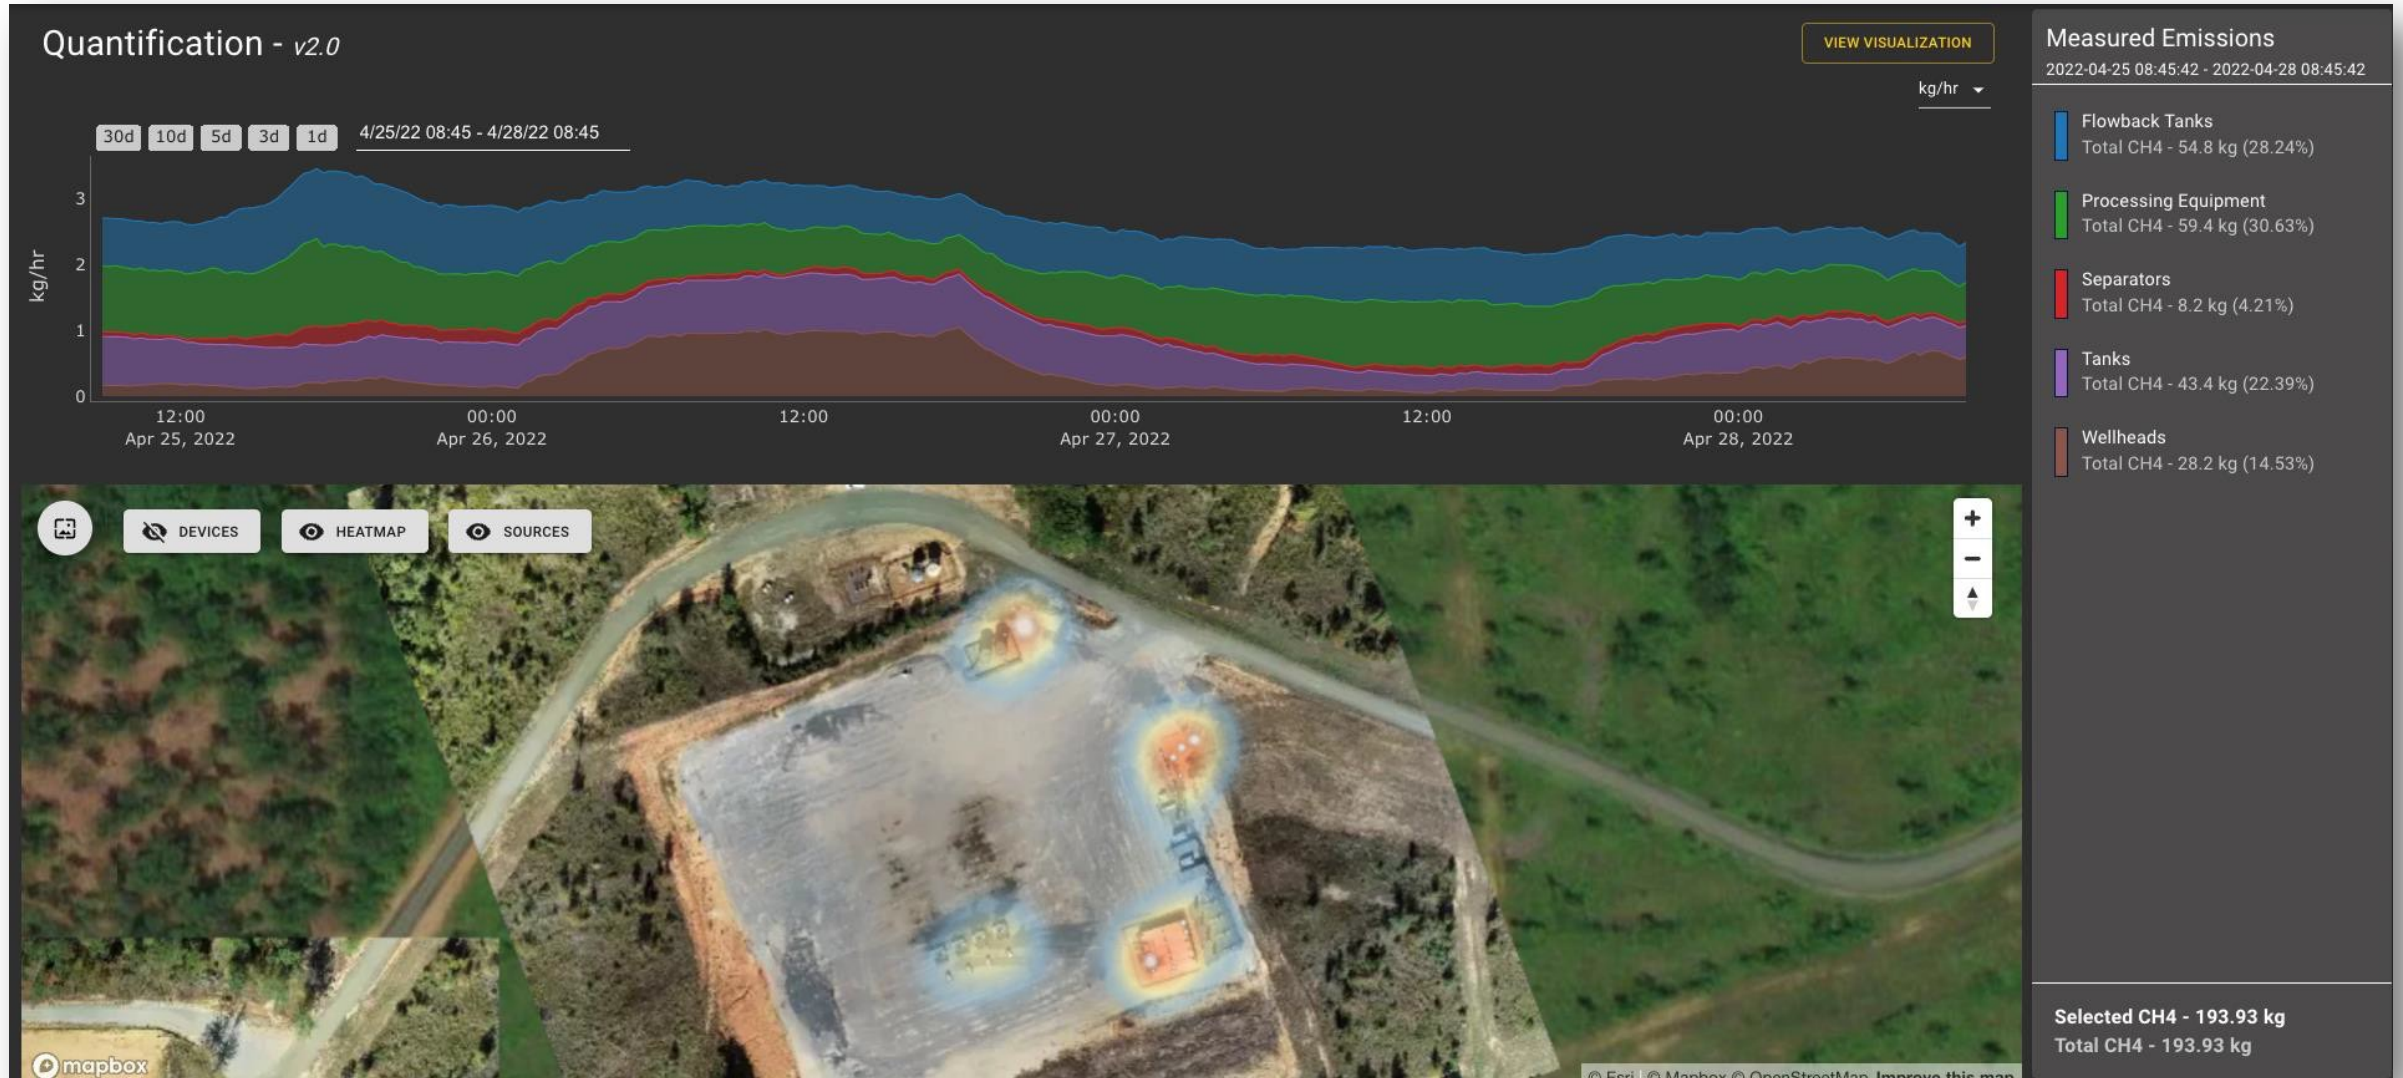 Quantification - v2.0
VIEW VISUALIZATION
kg/hr
30d 10d 5d 3d 1d 4/25/22 08:45 - 4/28/22 08:45
3
2
1
0
kg/hr
12:00 00:00 12:00 00:00 12:00 00:00
Apr 25, 2022 Apr 26, 2022 Apr 27, 2022 Apr 28, 2022
DEVICES HEATMAP SOURCES
+
−
mapbox
© Esri | © Mapbox © OpenStreetMap Improve this map
Measured Emissions
2022-04-25 08:45:42 - 2022-04-28 08:45:42
Flowback Tanks
Total CH4 - 54.8 kg (28.24%)
Processing Equipment
Total CH4 - 59.4 kg (30.63%)
Separators
Total CH4 - 8.2 kg (4.21%)
Tanks
Total CH4 - 43.4 kg (22.39%)
Wellheads
Total CH4 - 28.2 kg (14.53%)
Selected CH4 - 193.93 kg
Total CH4 - 193.93 kg